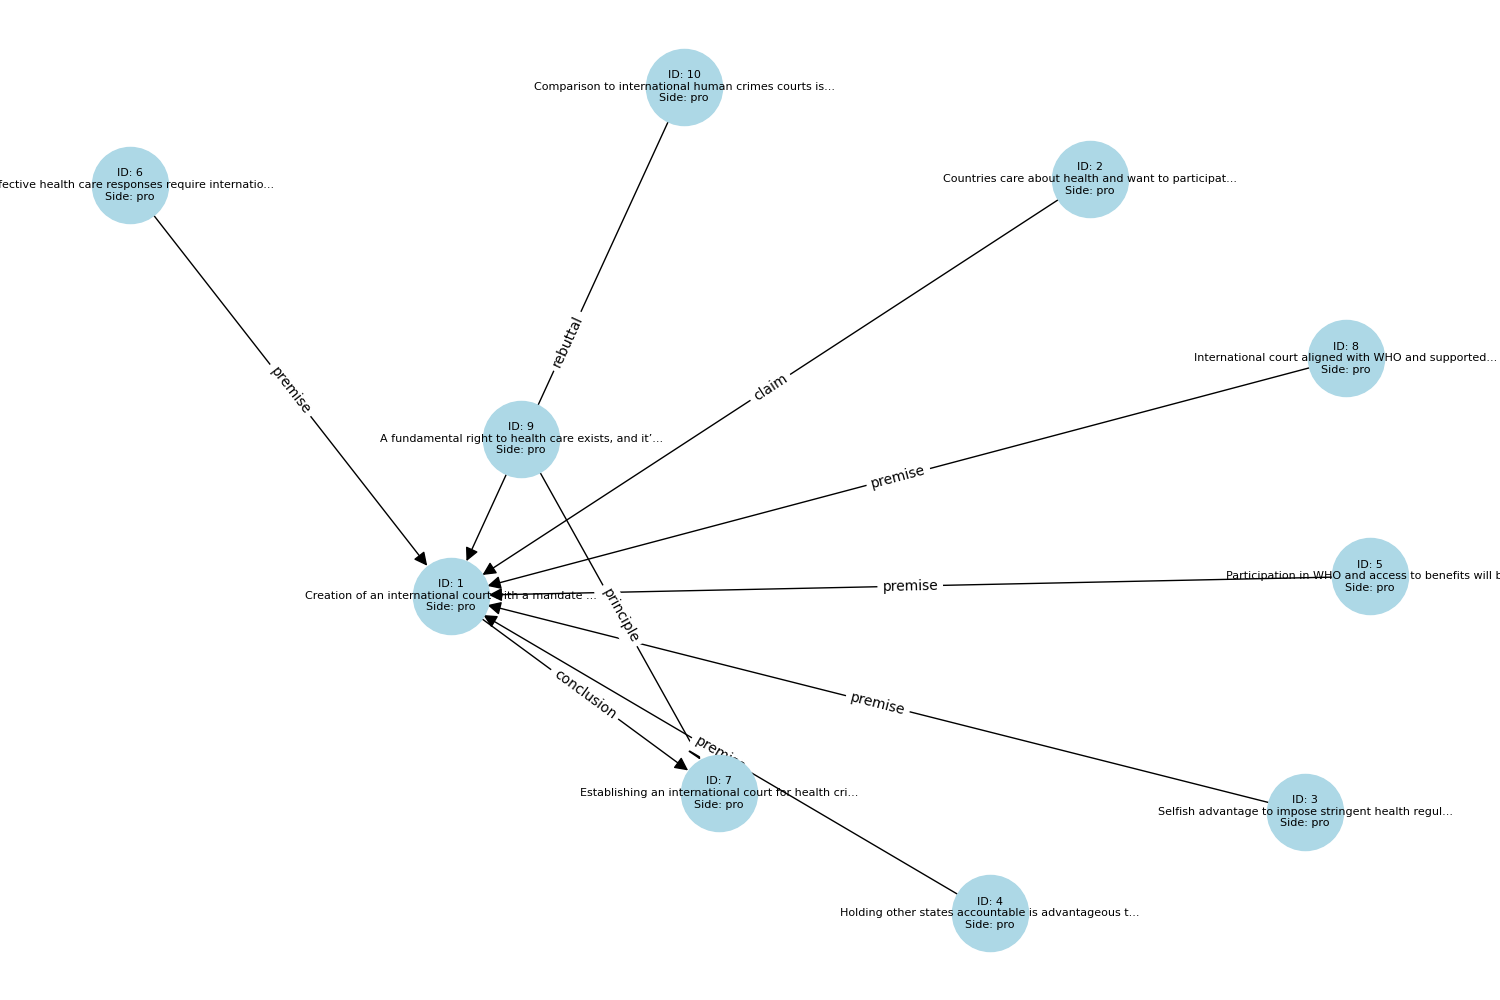 ID: 10
Comparison to international human crimes courts is...
Side: pro
ID: 2
Countries care about health and want to participat...
Side: pro
ID: 6
fective health care responses require internatio...
Side: pro
rebuttal
ID: 8
International court aligned with WHO and supported...
Side: pro
premise
claim
ID: 9
A fundamental right to health care exists, and it’...
Side: pro
premise
ID: 5
Participation in WHO and access to benefits will b
Side: pro
premise
ID: 1
Creation of an international court with a mandate ...
Side: pro
principle
conclusion
premise
premise
ID: 7
Establishing an international court for health cri...
Side: pro
ID: 3
Selfish advantage to impose stringent health regul...
Side: pro
ID: 4
Holding other states accountable is advantageous t...
Side: pro